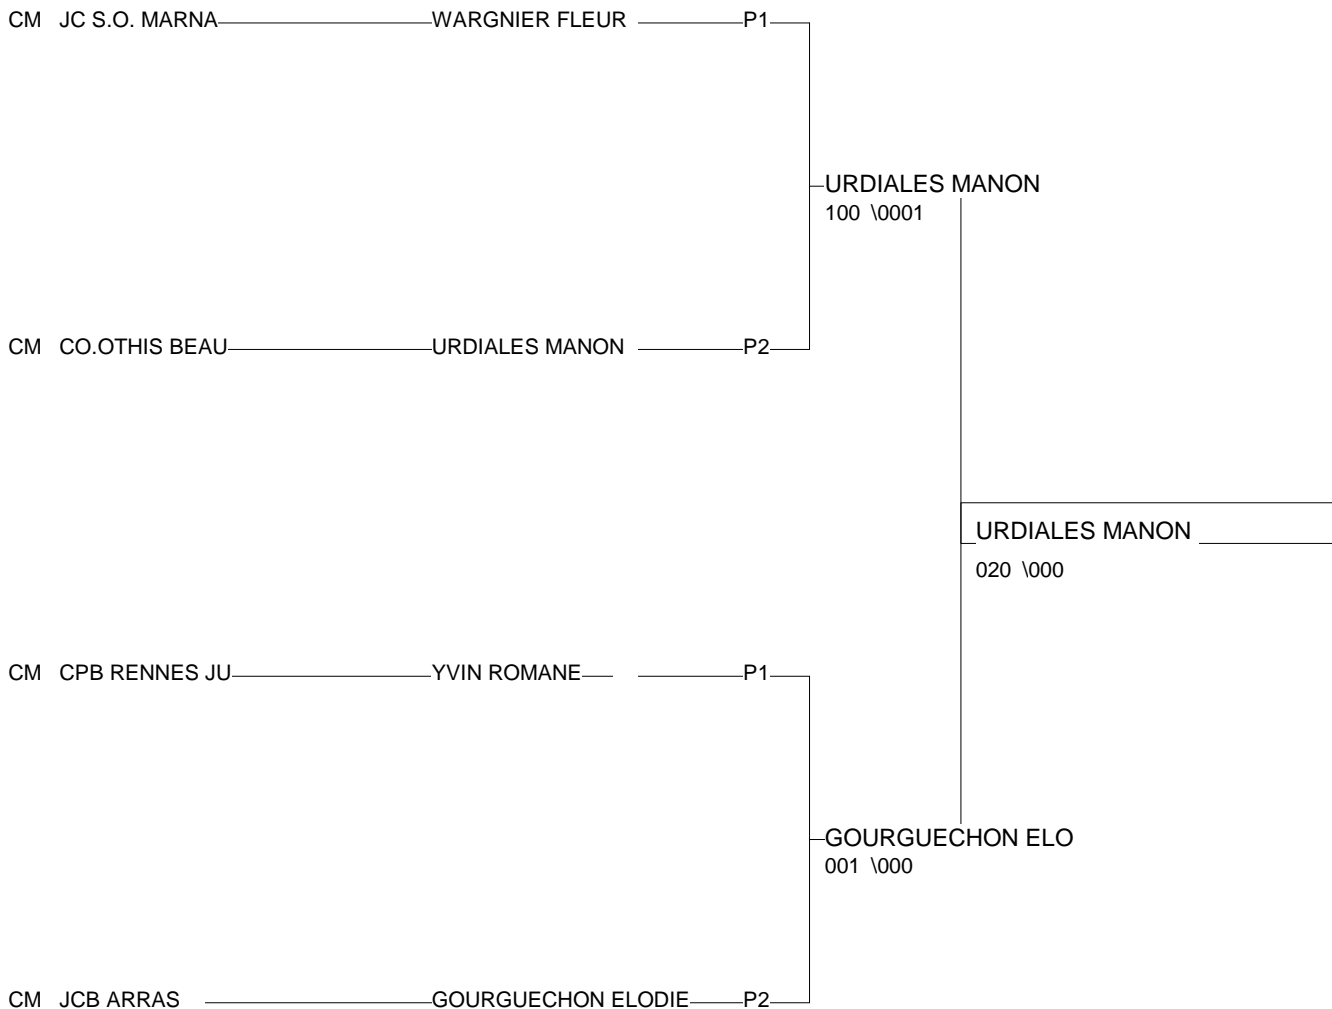 CM JC S.O. MARNA WARGNIER FLEUR P1
URDIALES MANON
100 \0001
CM CO.OTHIS BEAU URDIALES MANON P2
URDIALES MANON
020 \000
CM CPB RENNES JU YVIN ROMANE P1
GOURGUECHON ELO
001 \000
CM JCB ARRAS GOURGUECHON ELODIE P2